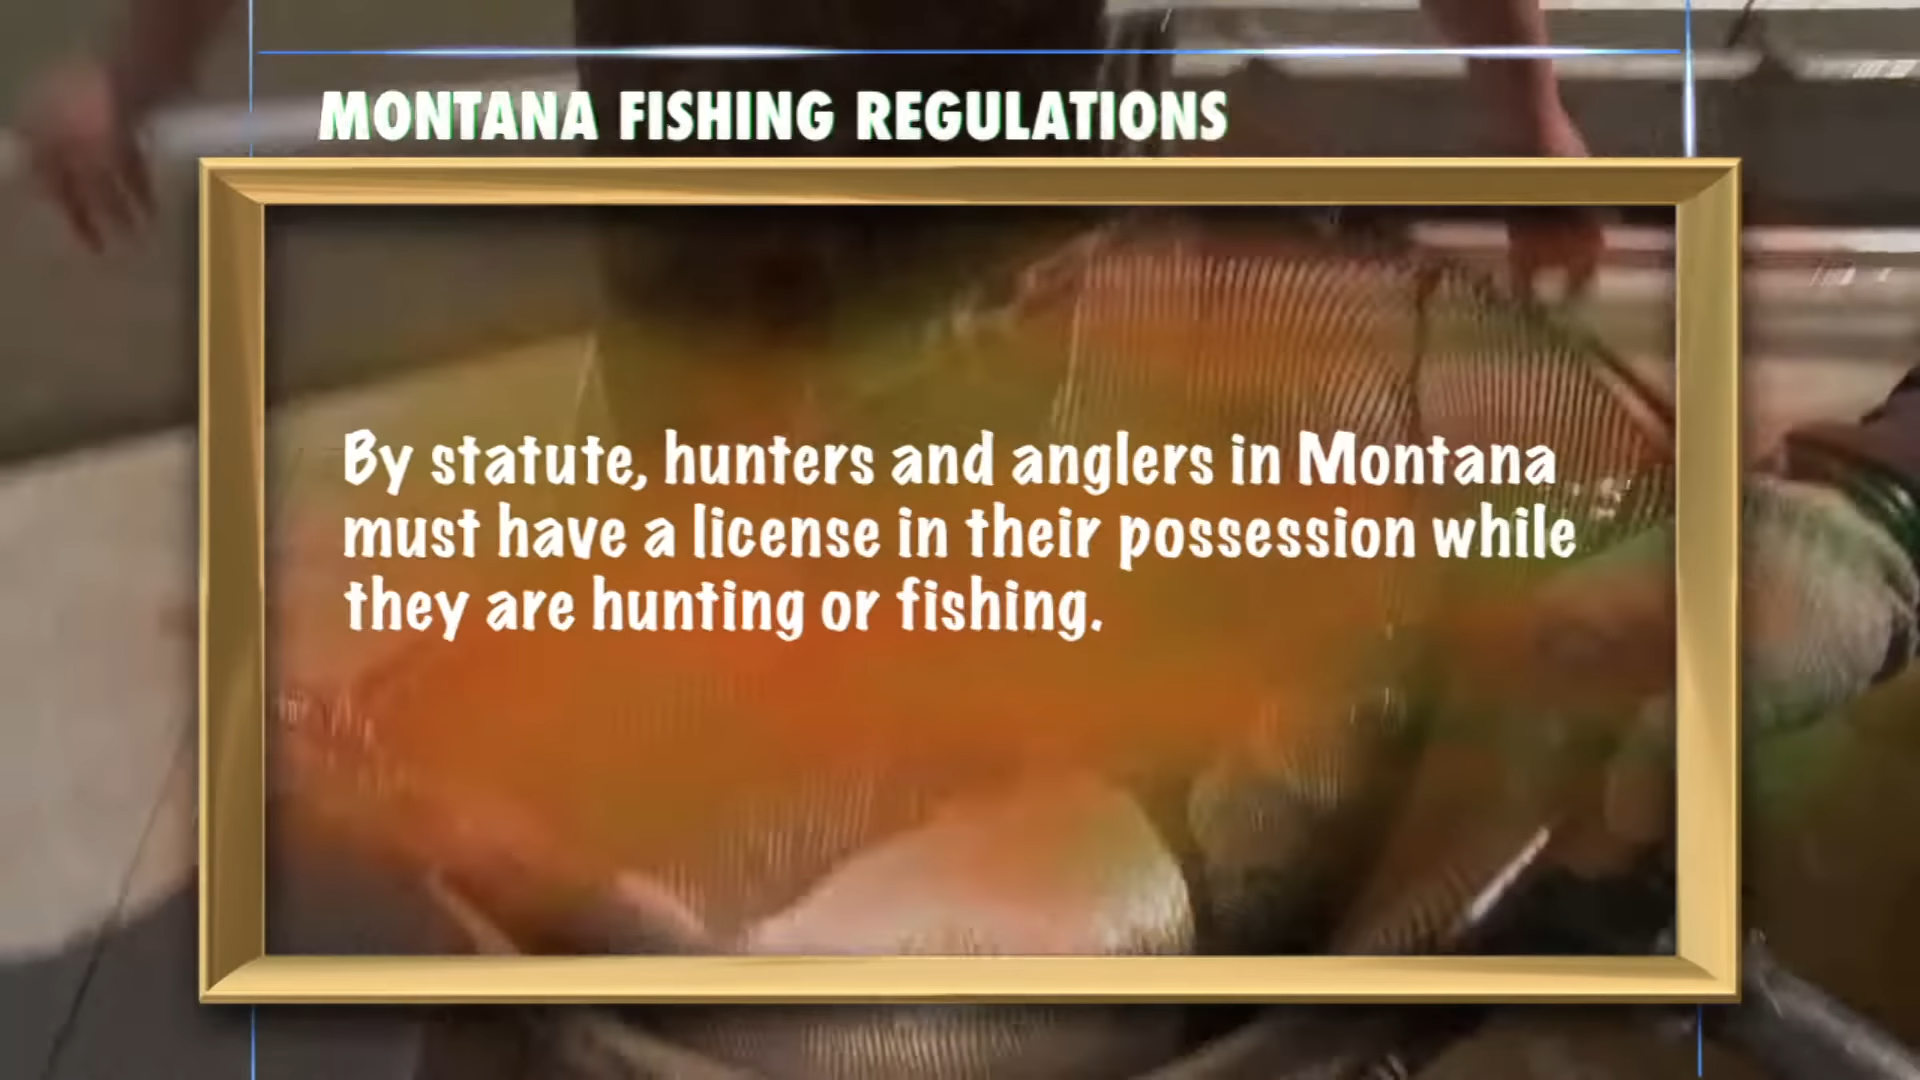 MONTANA FISHING REGULATIONS
By statute, hunters and anglers in Montana
must have a license in their possession while
they are hunting or fishing.